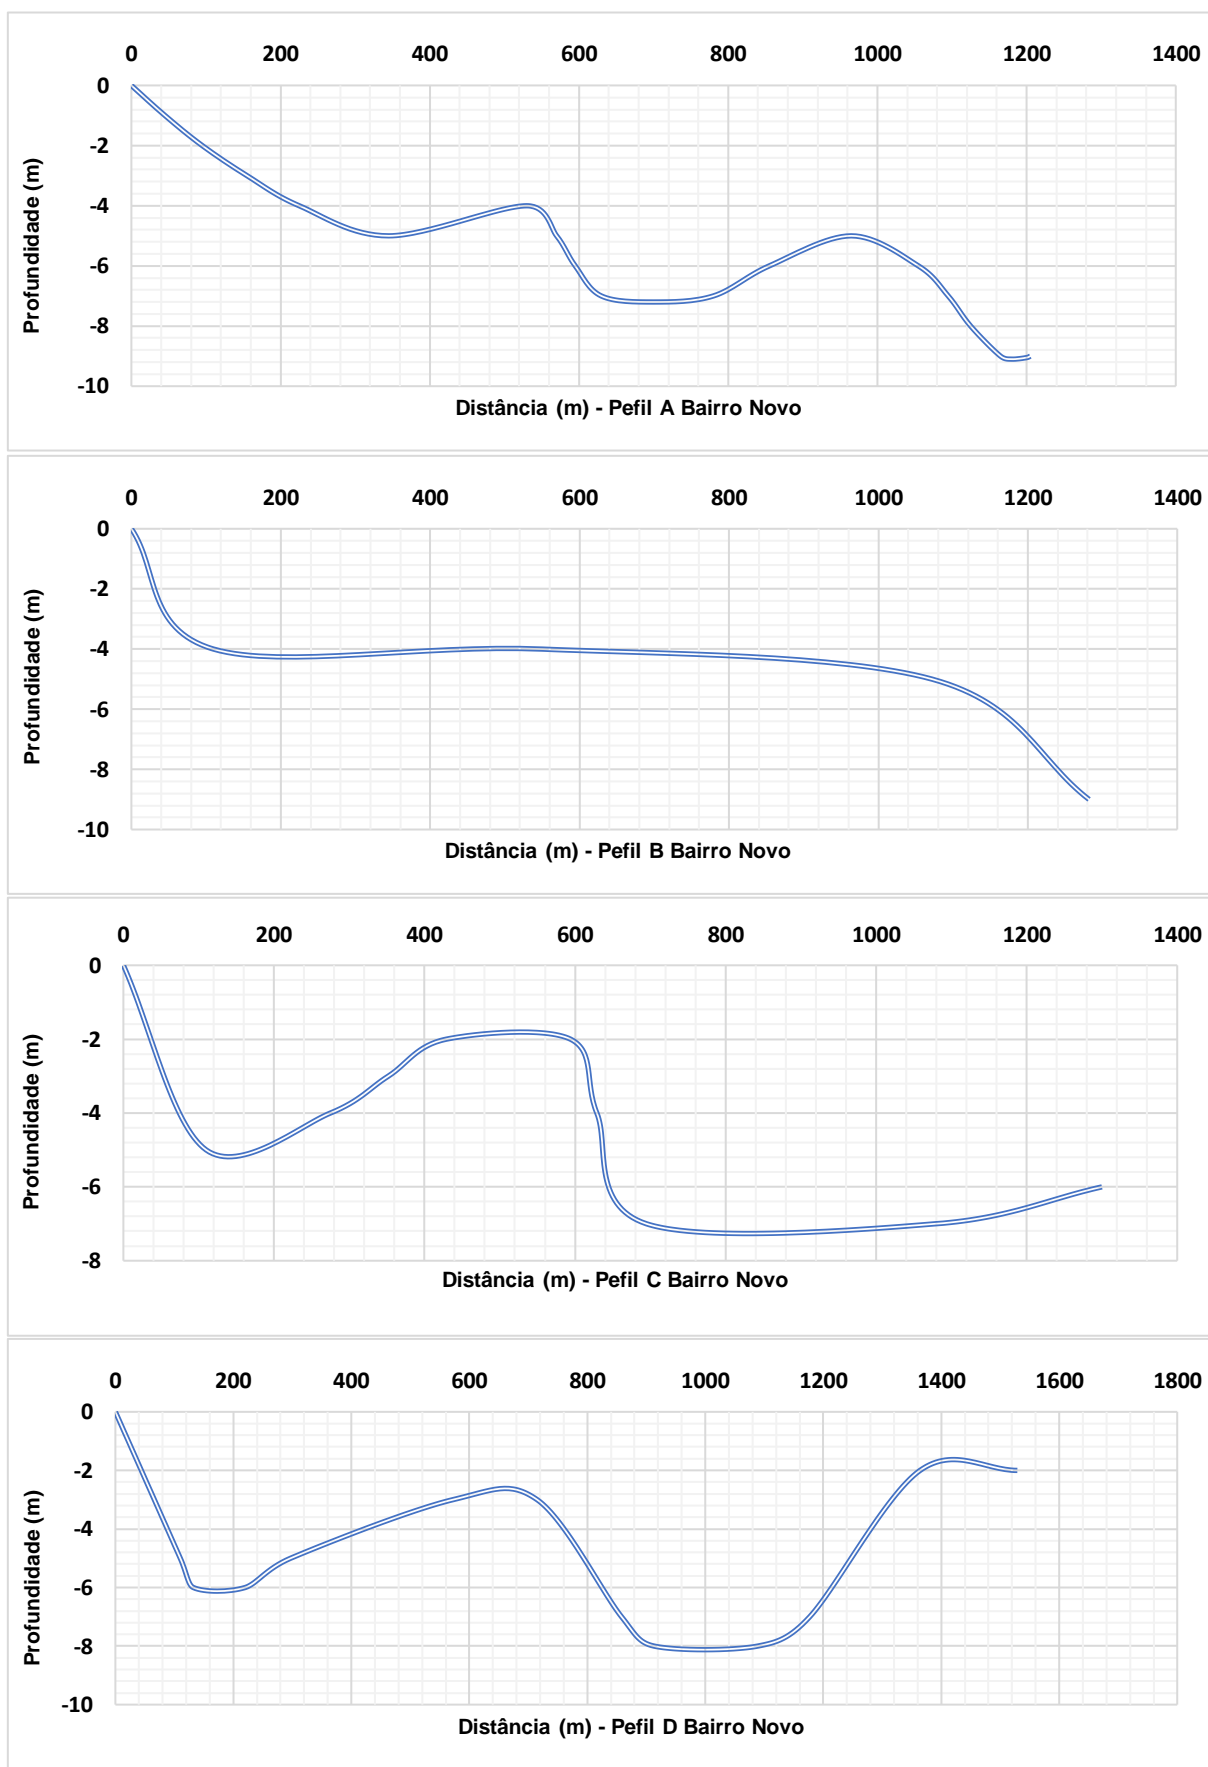 0 200 400 600 800 1000 1200 1400
0
-2
-4
-6
-8
-10
Profundidade (m)
Distância (m) - Pefil A Bairro Novo
0 200 400 600 800 1000 1200 1400
0
-2
-4
-6
-8
-10
Profundidade (m)
Distância (m) - Pefil B Bairro Novo
0 200 400 600 800 1000 1200 1400
0
-2
-4
-6
-8
Profundidade (m)
Distância (m) - Pefil C Bairro Novo
0 200 400 600 800 1000 1200 1400 1600 1800
0
-2
-4
-6
-8
-10
Profundidade (m)
Distância (m) - Pefil D Bairro Novo